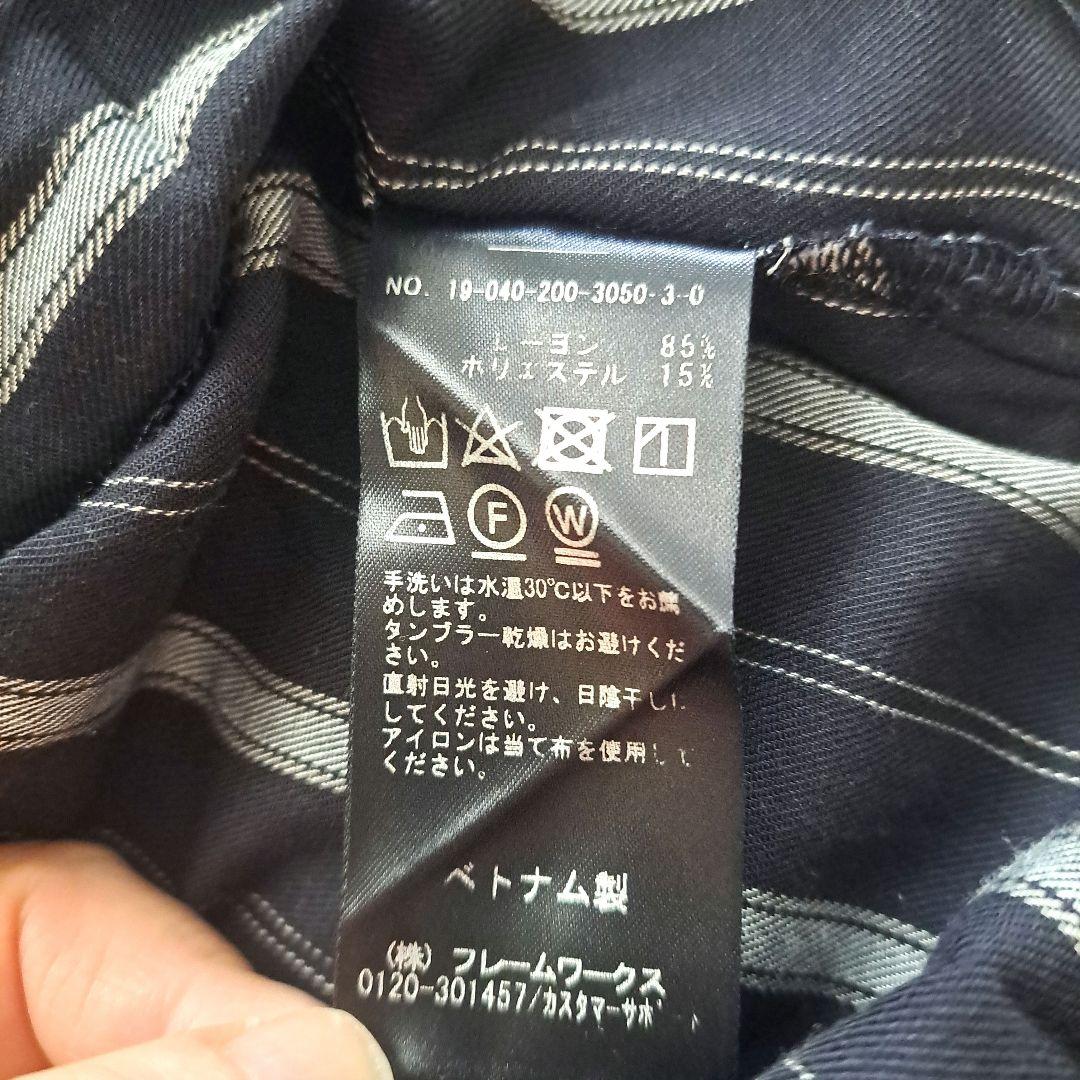 NO. 19-040-200-3050-3-0
レーヨン 85%
ポリエステル 15%
F W
手洗いは水温30℃以下をお薦
めします。
タンブラー乾燥はお避けくだ
さい。
直射日光を避け、日陰干しに
してください。
アイロンは当て布を使用して
ください。
ベトナム製
(株) フレームワークス
0120-301457/カスタマーサポ